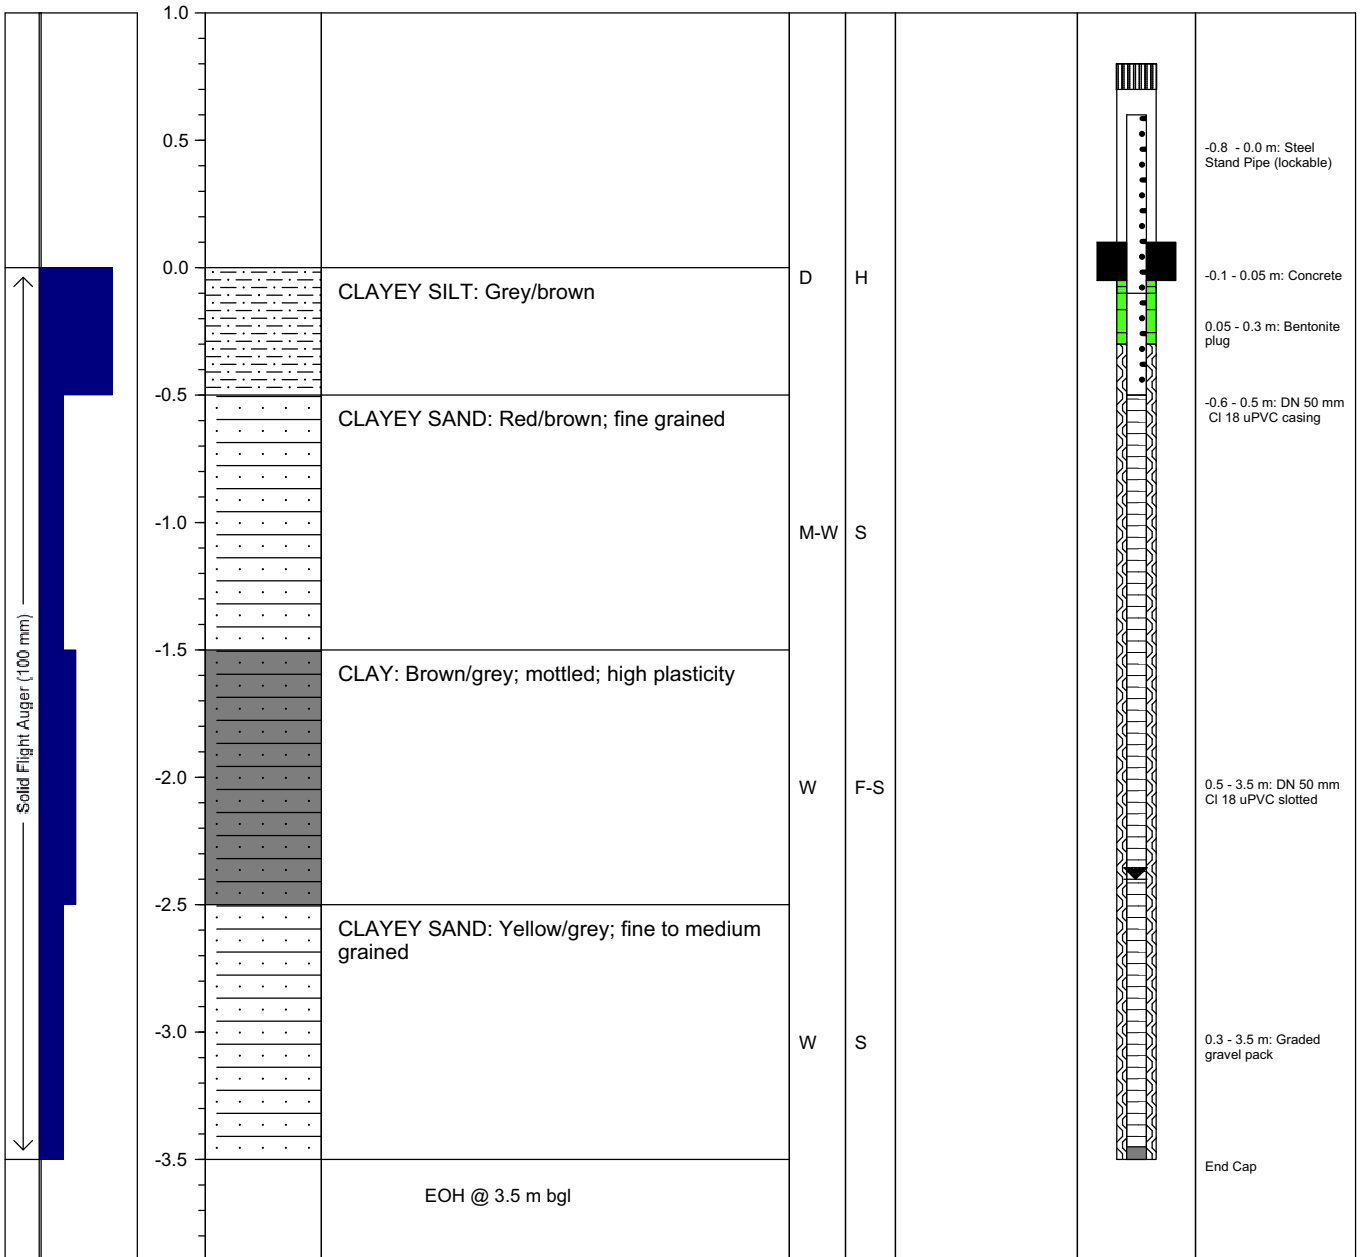 1.0
0.5
-0.8 - 0.0 m: Steel
Stand Pipe (lockable)
0.0
D
H
-0.1 - 0.05 m: Concrete
CLAYEY SILT: Grey/brown
0.05 - 0.3 m: Bentonite
plug
-0.5
-0.6 - 0.5 m: DN 50 mm
Cl 18 uPVC casing
CLAYEY SAND: Red/brown; fine grained
-1.0
M-W
S
-1.5
CLAY: Brown/grey; mottled; high plasticity
Solid Flight Auger (100 mm)
-2.0
W
F-S
0.5 - 3.5 m: DN 50 mm
Cl 18 uPVC slotted
-2.5
CLAYEY SAND: Yellow/grey; fine to medium
grained
-3.0
W
S
0.3 - 3.5 m: Graded
gravel pack
-3.5
End Cap
EOH @ 3.5 m bgl